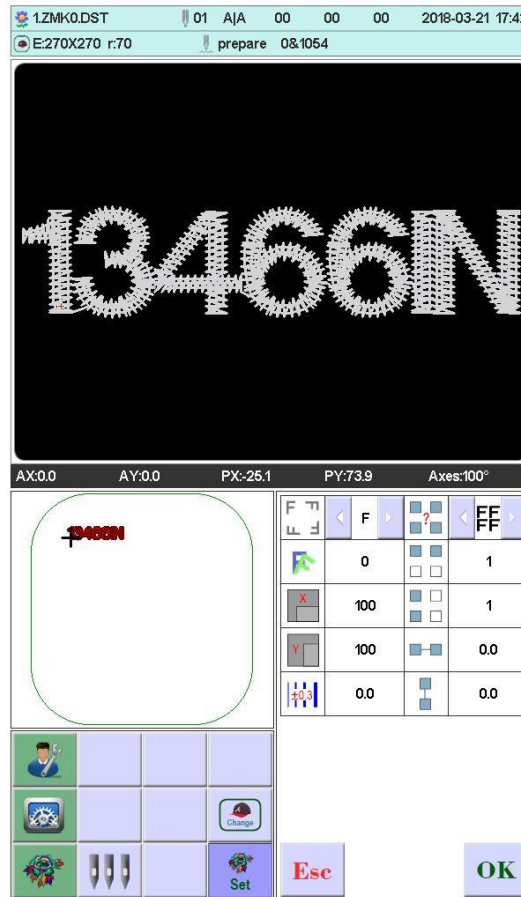 1.ZMK0.DST 01 A|A 00 00 00 2018-03-21 17:4
E:270X270 r:70 prepare 0&1054
13466N
AX:0.0 AY:0.0 PX:-25.1 PY:73.9 Axes:100°
13466N
F F F F F ? FF FF
0 1
X 100 1
Y 100 0.0
±0.3 0.0 0.0
Change
Set
Esc OK